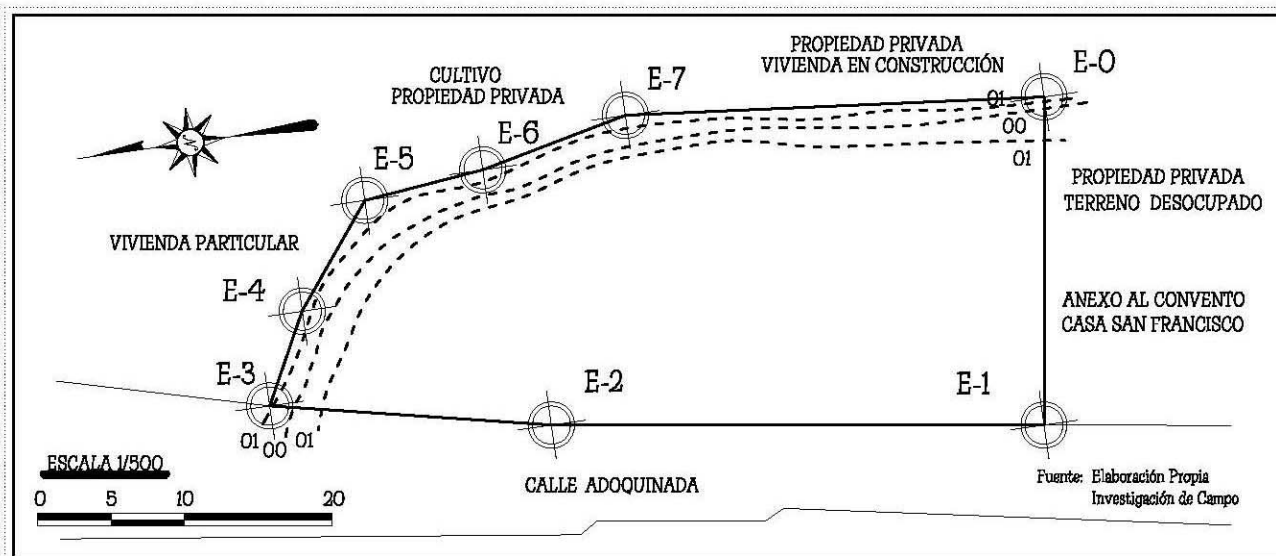 PROPIEDAD PRIVADA
VIVIENDA EN CONSTRUCCIÓN
E-0
CULTIVO
PROPIEDAD PRIVADA
E-7
01
00
01
E-6
N
E-5
PROPIEDAD PRIVADA
TERRENO DESOCUPADO
VIVIENDA PARTICULAR
E-4
ANEXO AL CONVENTO
CASA SAN FRANCISCO
E-3
E-2
E-1
01
00
01
ESCALA 1/500
0 5 10 20
CALLE ADOQUINADA
Fuente: Elaboración Propia
Investigación de Campo